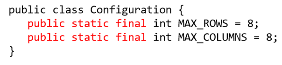 public class Configuration {
    public static final int MAX_ROWS = 8;
    public static final int MAX_COLUMNS = 8;
}